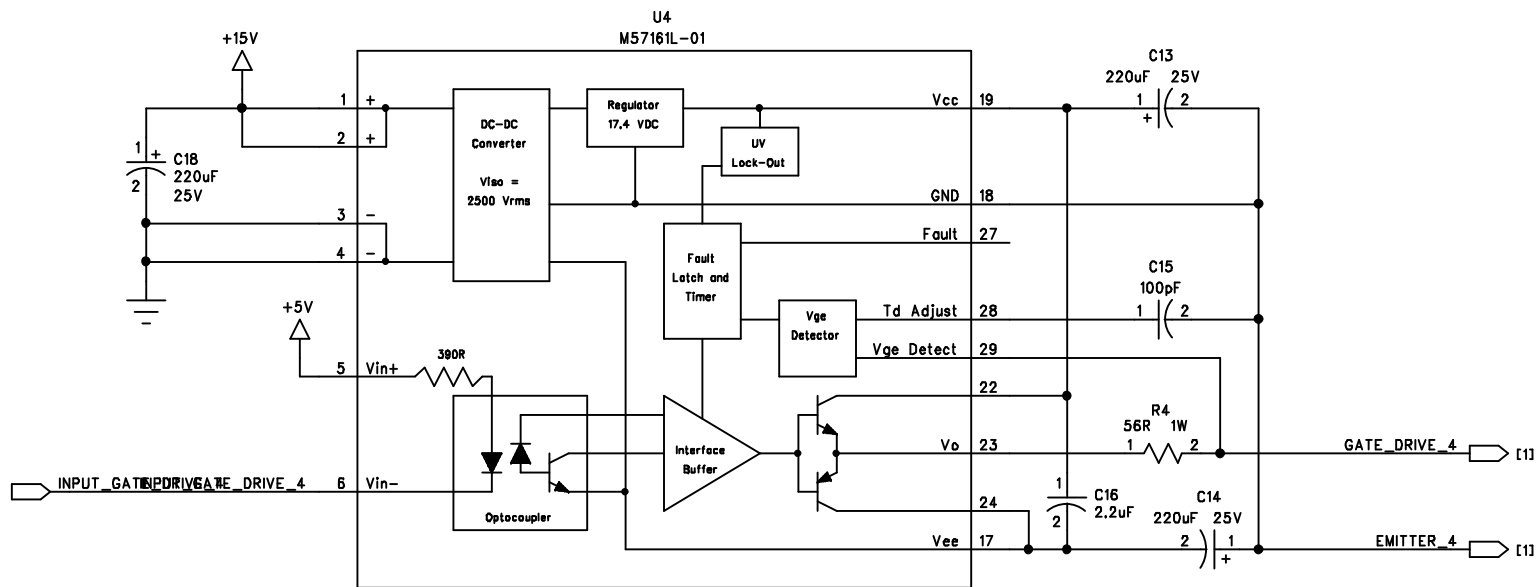 U4
M57161L-01
+15V
C13
220uF 25V
1 2
+
1 +
2 +
DC-DC
Converter
Viso =
2500 Vrms
Regulator
17.4 VDC
Vcc 19
UV
Lock-Out
1 +
C18
2 220uF
25V
GND 18
3 -
4 -
Fault 27
Fault
Latch and
Timer
C15
100pF
1 2
+5V
Vge
Detector
Td Adjust 28
Vge Detect 29
5 Vin+
390R
22
R4
56R 1W
1 2
Interface
Buffer
Vo 23
GATE_DRIVE_4 [1]
6 Vin-
Optocoupler
24
1
C16
2 2.2uF
C14
220uF 25V
2 1
+
Vee 17
EMITTER_4 [1]